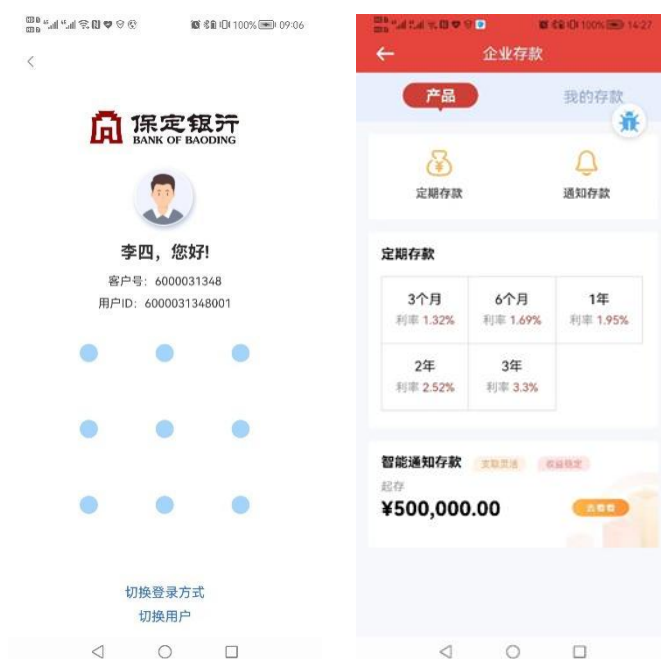 100% 09:06
保定银行
BANK OF BAODING
李四，您好!
客户号：6000031348
用户ID：6000031348001
切换登录方式
切换用户
100% 14:27
企业存款
产品
我的存款
定期存款
通知存款
定期存款
3个月
利率 1.32%
6个月
利率 1.69%
1年
利率 1.95%
2年
利率 2.52%
3年
利率 3.3%
智能通知存款
支取灵活
收益稳定
起存
¥500,000.00
去看看